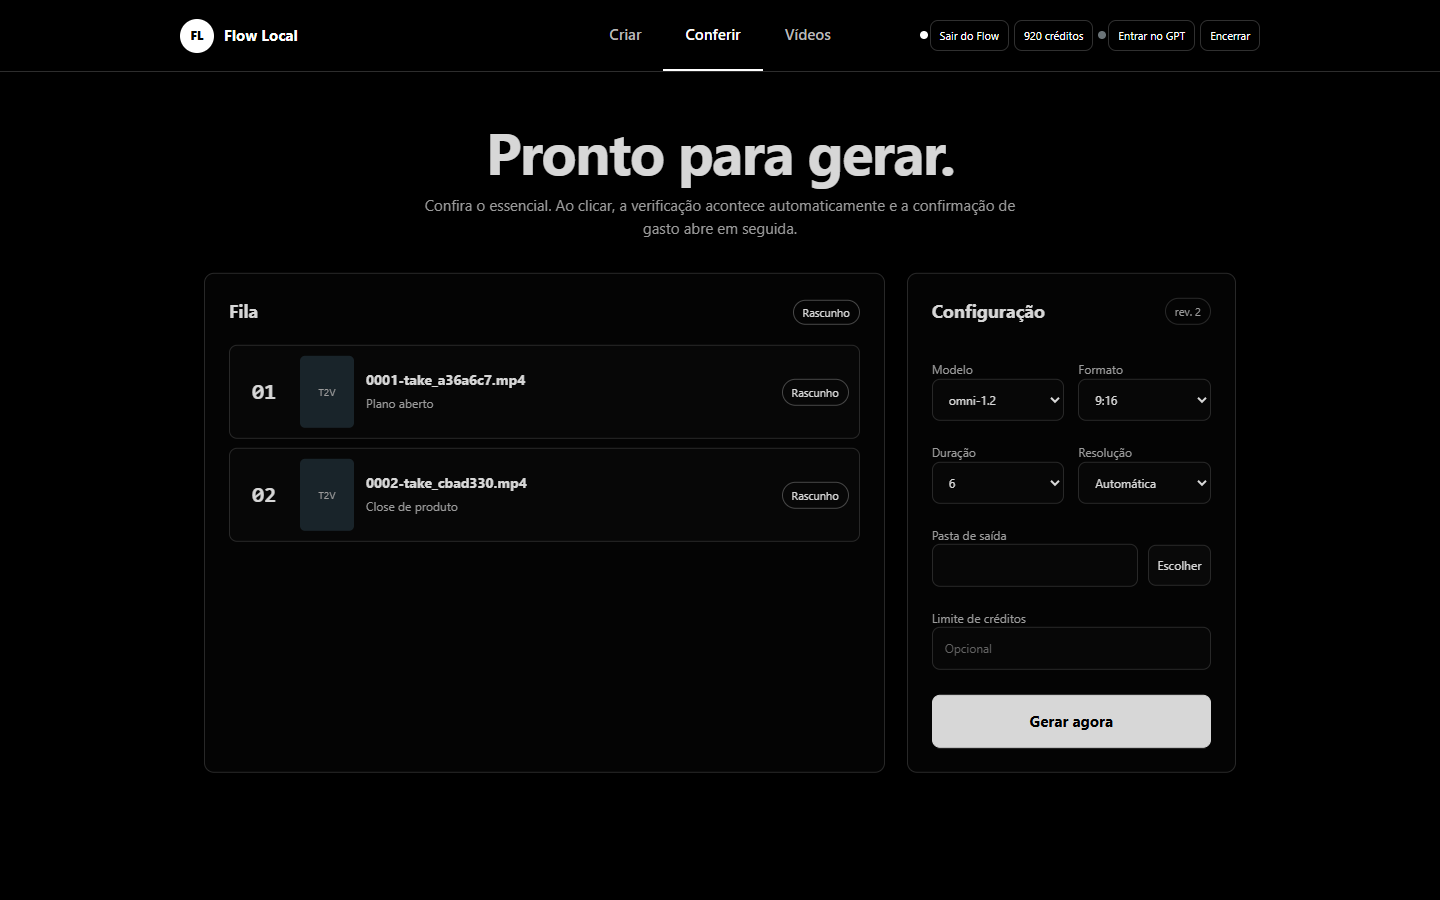 FL Flow Local
Criar Conferir Vídeos
Sair do Flow 920 créditos Entrar no GPT Encerrar
Pronto para gerar.
Confira o essencial. Ao clicar, a verificação acontece automaticamente e a confirmação de
gasto abre em seguida.
Fila
Rascunho
01
T2V
0001-take_a36a6c7.mp4
Plano aberto
Rascunho
02
T2V
0002-take_cbad330.mp4
Close de produto
Rascunho
Configuração
rev. 2
Modelo
omni-1.2
Formato
9:16
Duração
6
Resolução
Automática
Pasta de saída
Escolher
Limite de créditos
Opcional
Gerar agora